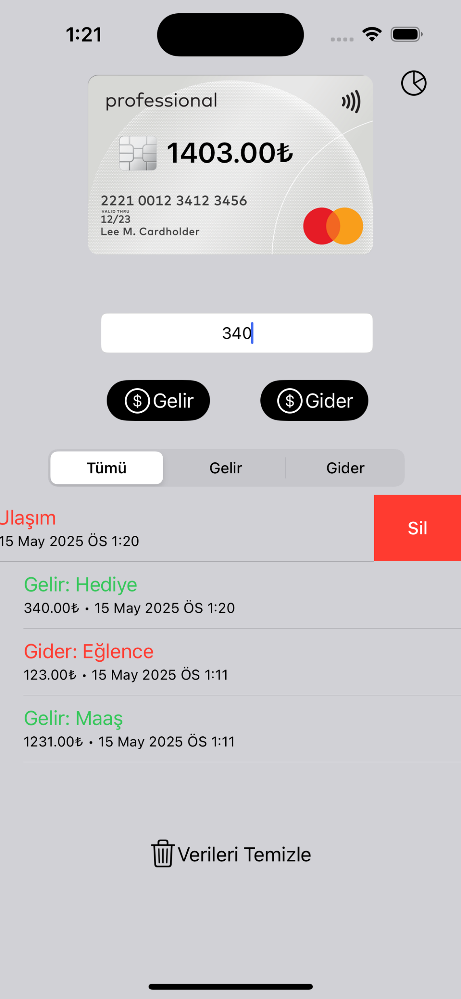 1:21
professional
1403.00₺
2221 0012 3412 3456
VALID THRU
12/23
Lee M. Cardholder
340
$ Gelir
$ Gider
Tümü
Gelir
Gider
Ulaşım
15 May 2025 ÖS 1:20
Sil
Gelir: Hediye
340.00₺ • 15 May 2025 ÖS 1:20
Gider: Eğlence
123.00₺ • 15 May 2025 ÖS 1:11
Gelir: Maaş
1231.00₺ • 15 May 2025 ÖS 1:11
Verileri Temizle